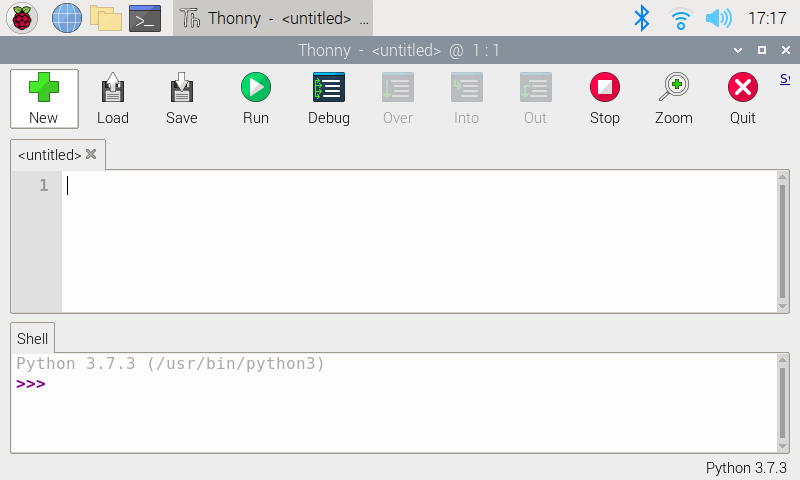 Thonny - <untitled> ...
17:17
Thonny - <untitled> @ 1 : 1
New Load Save Run Debug Over Into Out Stop Zoom Quit
<untitled>
1
Shell
Python 3.7.3 (/usr/bin/python3)
>>>
Python 3.7.3